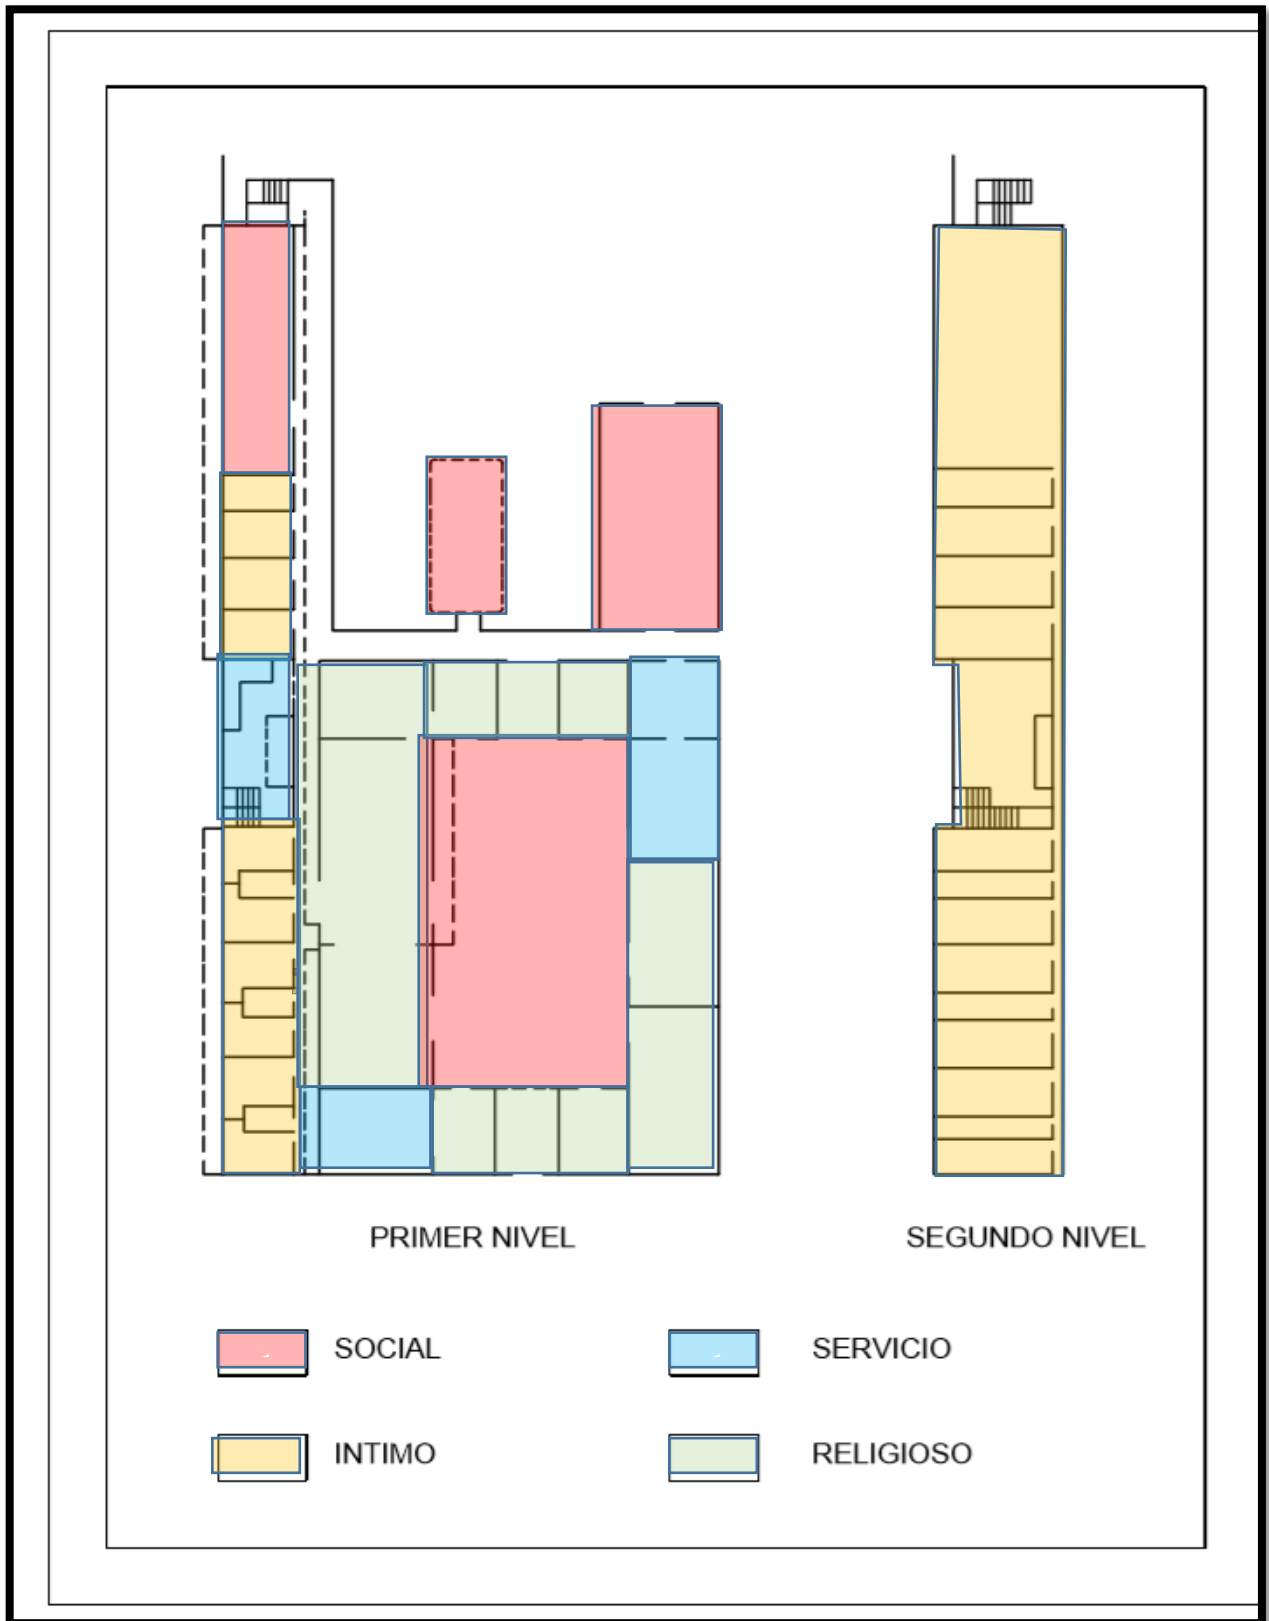 PRIMER NIVEL
SEGUNDO NIVEL
SOCIAL
SERVICIO
INTIMO
RELIGIOSO